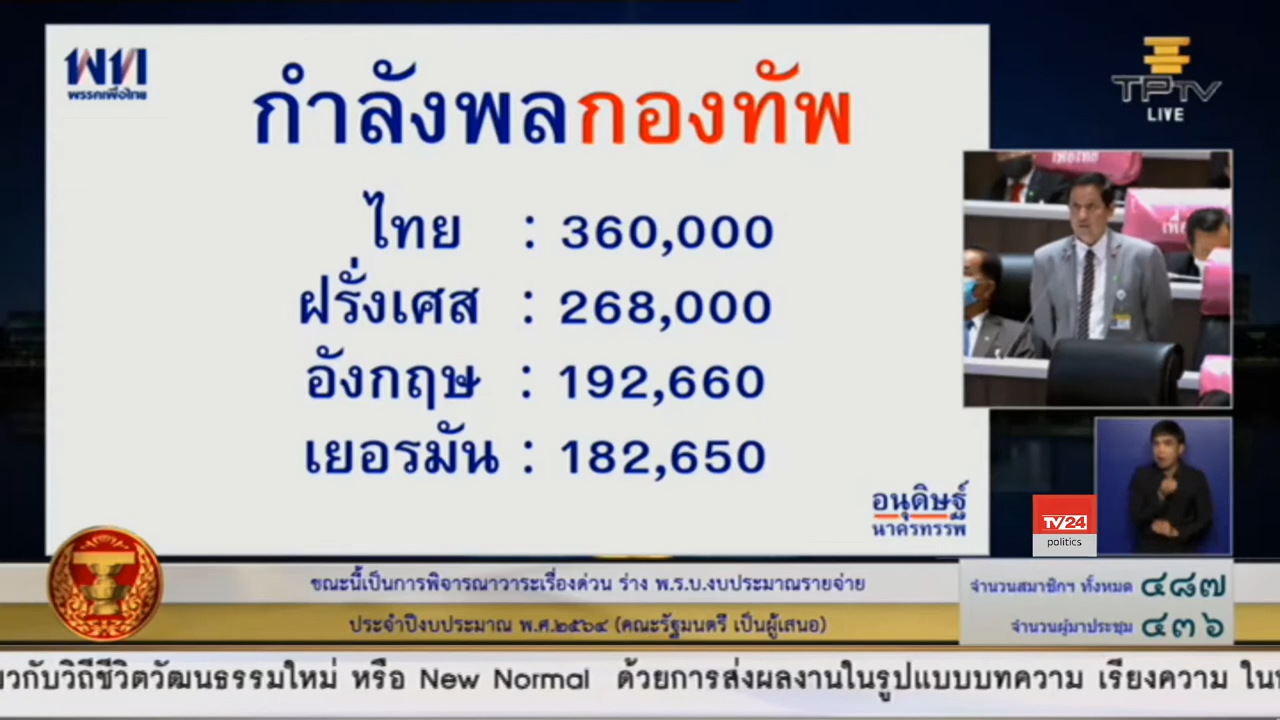 พท
พรรคเพื่อไทย
กำลังพลกองทัพ
ไทย : 360,000
ฝรั่งเศส : 268,000
อังกฤษ : 192,660
เยอรมัน : 182,650
อนุดิษฐ์
นาครทรรพ
TPTV
LIVE
เพื่อไทย
เพื่
TV24
politics
ขณะนี้เป็นการพิจารณาวาระเรื่องด่วน ร่าง พ.ร.บ.งบประมาณรายจ่าย
ประจำปีงบประมาณ พ.ศ.๒๕๖๔ (คณะรัฐมนตรี เป็นผู้เสนอ)
จำนวนสมาชิกฯ ทั้งหมด ๔๘๗
จำนวนผู้มาประชุม ๔๓๖
วกับวิถีชีวิตวัฒนธรรมใหม่ หรือ New Normal ด้วยการส่งผลงานในรูปแบบบทความ เรียงความ ใน